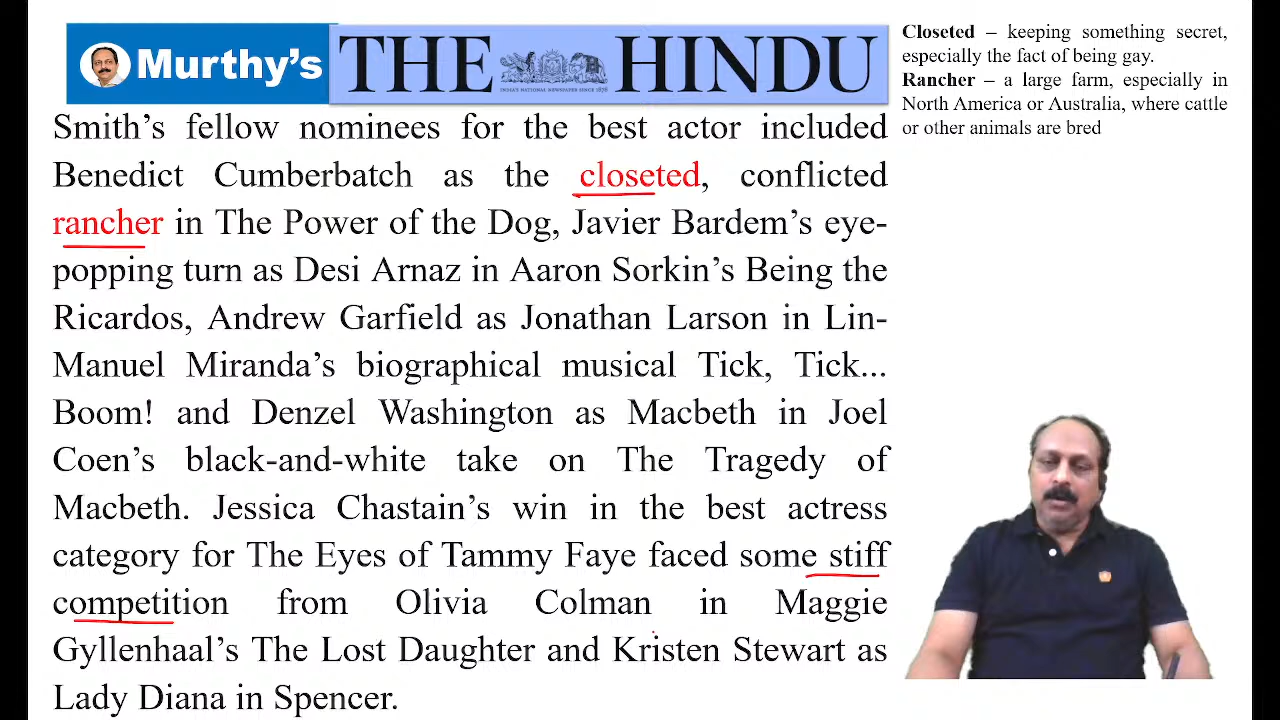 Murthy's
THE HINDU
INDIA'S NATIONAL NEWSPAPER SINCE 1878
Smith's fellow nominees for the best actor included
Benedict Cumberbatch as the closeted, conflicted
rancher in The Power of the Dog, Javier Bardem's eye-
popping turn as Desi Arnaz in Aaron Sorkin's Being the
Ricardos, Andrew Garfield as Jonathan Larson in Lin-
Manuel Miranda's biographical musical Tick, Tick...
Boom! and Denzel Washington as Macbeth in Joel
Coen's black-and-white take on The Tragedy of
Macbeth. Jessica Chastain's win in the best actress
category for The Eyes of Tammy Faye faced some stiff
competition from Olivia Colman in Maggie
Gyllenhaal's The Lost Daughter and Kristen Stewart as
Lady Diana in Spencer.
Closeted – keeping something secret,
especially the fact of being gay.
Rancher – a large farm, especially in
North America or Australia, where cattle
or other animals are bred